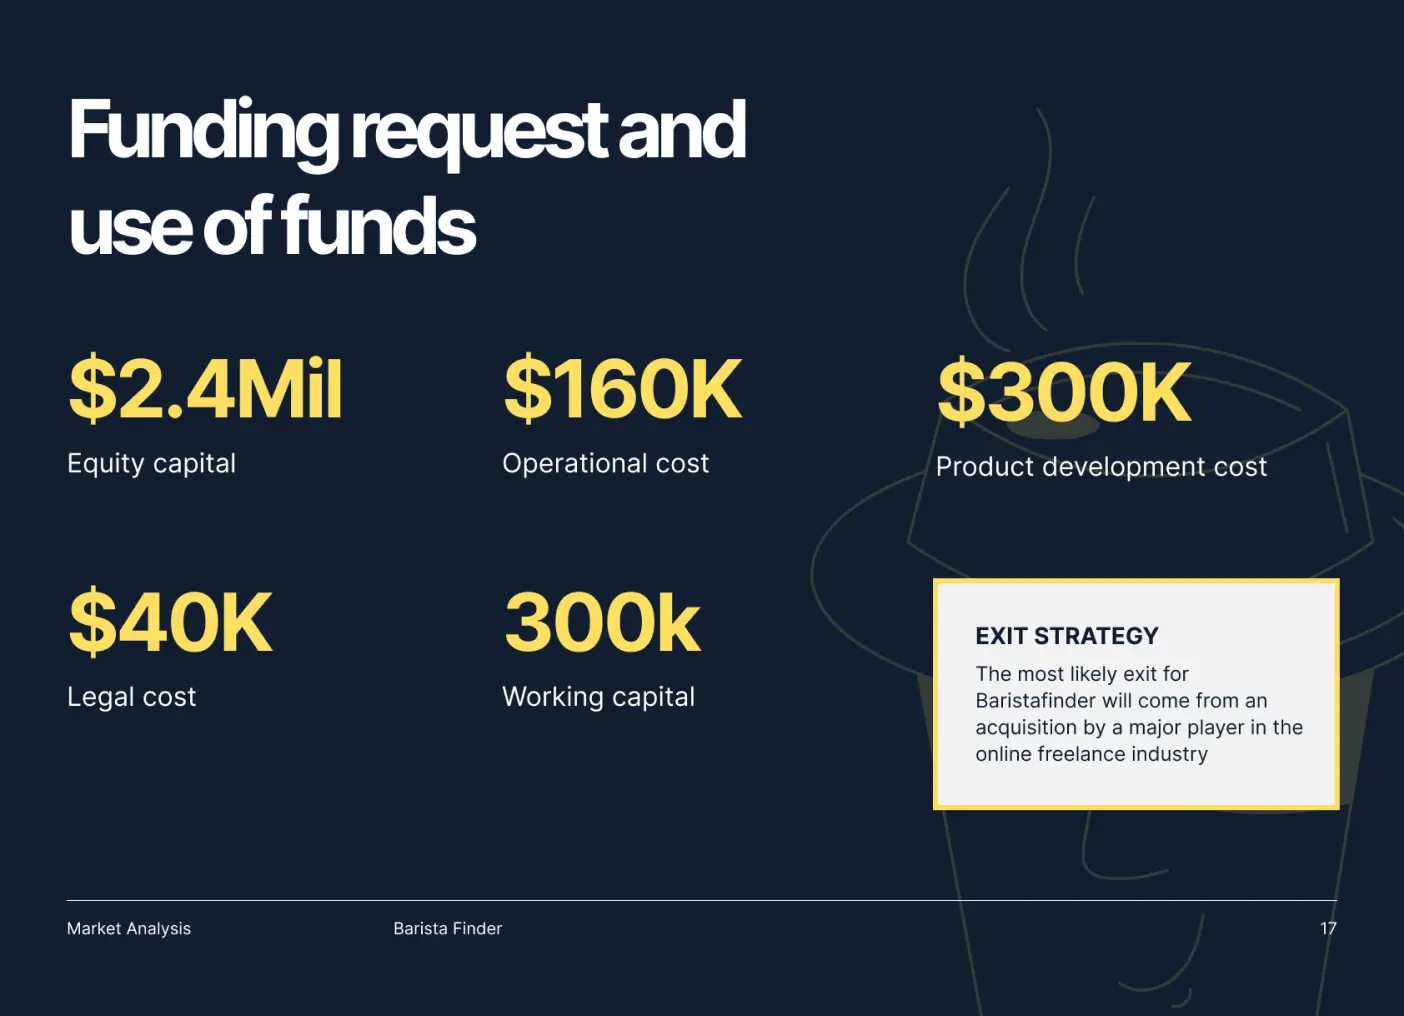 Funding request and
use of funds
$2.4Mil
Equity capital
$160K
Operational cost
$300K
Product development cost
$40K
Legal cost
300k
Working capital
EXIT STRATEGY
The most likely exit for
Baristafinder will come from an
acquisition by a major player in the
online freelance industry
Market Analysis
Barista Finder
17